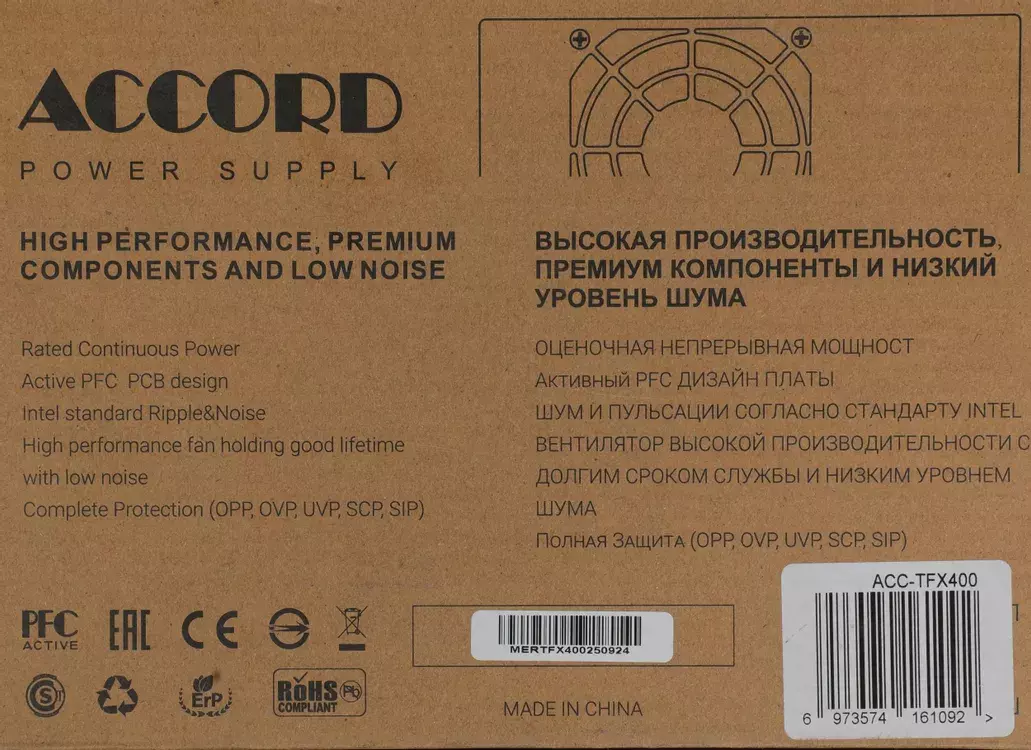 ACCORD
POWER SUPPLY
HIGH PERFORMANCE, PREMIUM
COMPONENTS AND LOW NOISE
Rated Continuous Power
Active PFC PCB design
Intel standard Ripple&Noise
High performance fan holding good lifetime
with low noise
Complete Protection (OPP, OVP, UVP, SCP, SIP)
ВЫСОКАЯ ПРОИЗВОДИТЕЛЬНОСТЬ,
ПРЕМИУМ КОМПОНЕНТЫ И НИЗКИЙ
УРОВЕНЬ ШУМА
ОЦЕНОЧНАЯ НЕПРЕРЫВНАЯ МОЩНОСТ
Активный PFC ДИЗАЙН ПЛАТЫ
ШУМ И ПУЛЬСАЦИИ СОГЛАСНО СТАНДАРТУ INTEL
ВЕНТИЛЯТОР ВЫСОКОЙ ПРОИЗВОДИТЕЛЬНОСТИ С
ДОЛГИМ СРОКОМ СЛУЖБЫ И НИЗКИМ УРОВНЕМ
ШУМА
Полная Защита (OPP, OVP, UVP, SCP, SIP)
PFC
ACTIVE
EAC
CE
ErP
RoHS Pb
COMPLIANT
MERTFX400250924
MADE IN CHINA
ACC-TFX400
6 973574 161092 >